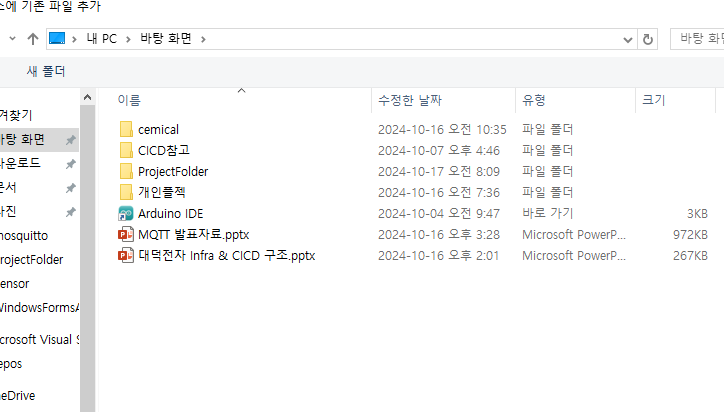 스에 기존 파일 추가
내 PC > 바탕 화면 >
바탕 화면
새 폴더
이름 수정한 날짜 유형 크기
겨찾기
바탕 화면
다운로드
문서
사진
mosquitto
ProjectFolder
ensor
WindowsFormsA
icrosoft Visual S
epos
neDrive
cemical 2024-10-16 오전 10:35 파일 폴더
CICD참고 2024-10-07 오후 4:46 파일 폴더
ProjectFolder 2024-10-17 오후 8:09 파일 폴더
개인플젝 2024-10-16 오전 7:36 파일 폴더
Arduino IDE 2024-10-04 오전 9:47 바로 가기 3KB
MQTT 발표자료.pptx 2024-10-16 오후 3:28 Microsoft PowerP... 972KB
대덕전자 Infra & CICD 구조.pptx 2024-10-16 오후 2:01 Microsoft PowerP... 267KB